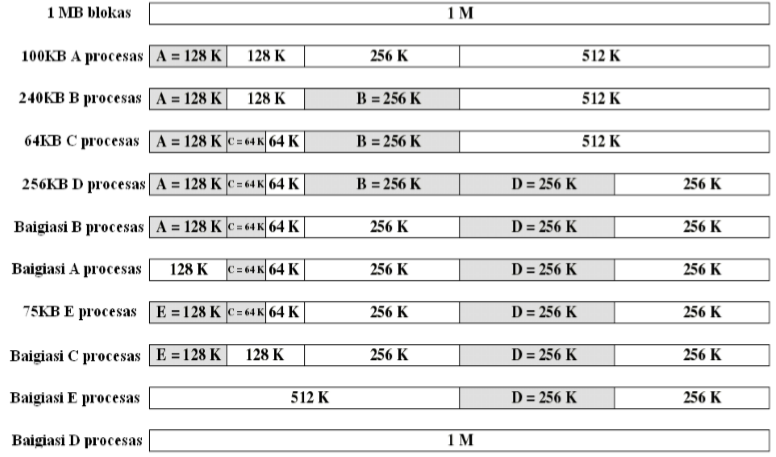 1 MB blokas 1 M
100KB A procesas A = 128 K 128 K 256 K 512 K
240KB B procesas A = 128 K 128 K B = 256 K 512 K
64KB C procesas A = 128 K C = 64 K 64 K B = 256 K 512 K
256KB D procesas A = 128 K C = 64 K 64 K B = 256 K D = 256 K 256 K
Baigiasi B procesas A = 128 K C = 64 K 64 K 256 K D = 256 K 256 K
Baigiasi A procesas 128 K C = 64 K 64 K 256 K D = 256 K 256 K
75KB E procesas E = 128 K C = 64 K 64 K 256 K D = 256 K 256 K
Baigiasi C procesas E = 128 K 128 K 256 K D = 256 K 256 K
Baigiasi E procesas 512 K D = 256 K 256 K
Baigiasi D procesas 1 M